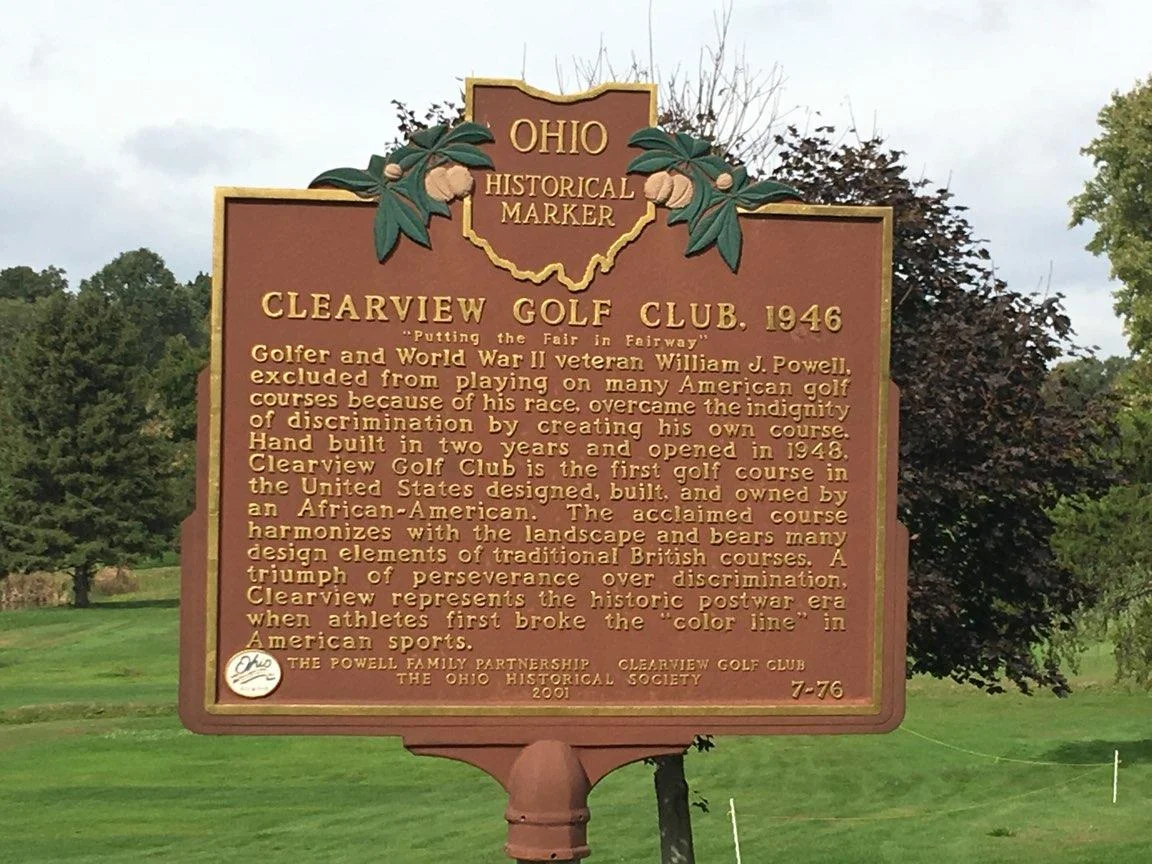 OHIO
HISTORICAL
MARKER
CLEARVIEW GOLF CLUB, 1946
"Putting the Fair in Fairway"
Golfer and World War II veteran William J. Powell,
excluded from playing on many American golf
courses because of his race, overcame the indignity
of discrimination by creating his own course.
Hand built in two years and opened in 1948,
Clearview Golf Club is the first golf course in
the United States designed, built, and owned by
an African-American. The acclaimed course
harmonizes with the landscape and bears many
design elements of traditional British courses. A
triumph of perseverance over discrimination,
Clearview represents the historic postwar era
when athletes first broke the "color line" in
American sports.
Ohio
THE POWELL FAMILY PARTNERSHIP CLEARVIEW GOLF CLUB
THE OHIO HISTORICAL SOCIETY
2001
7-76